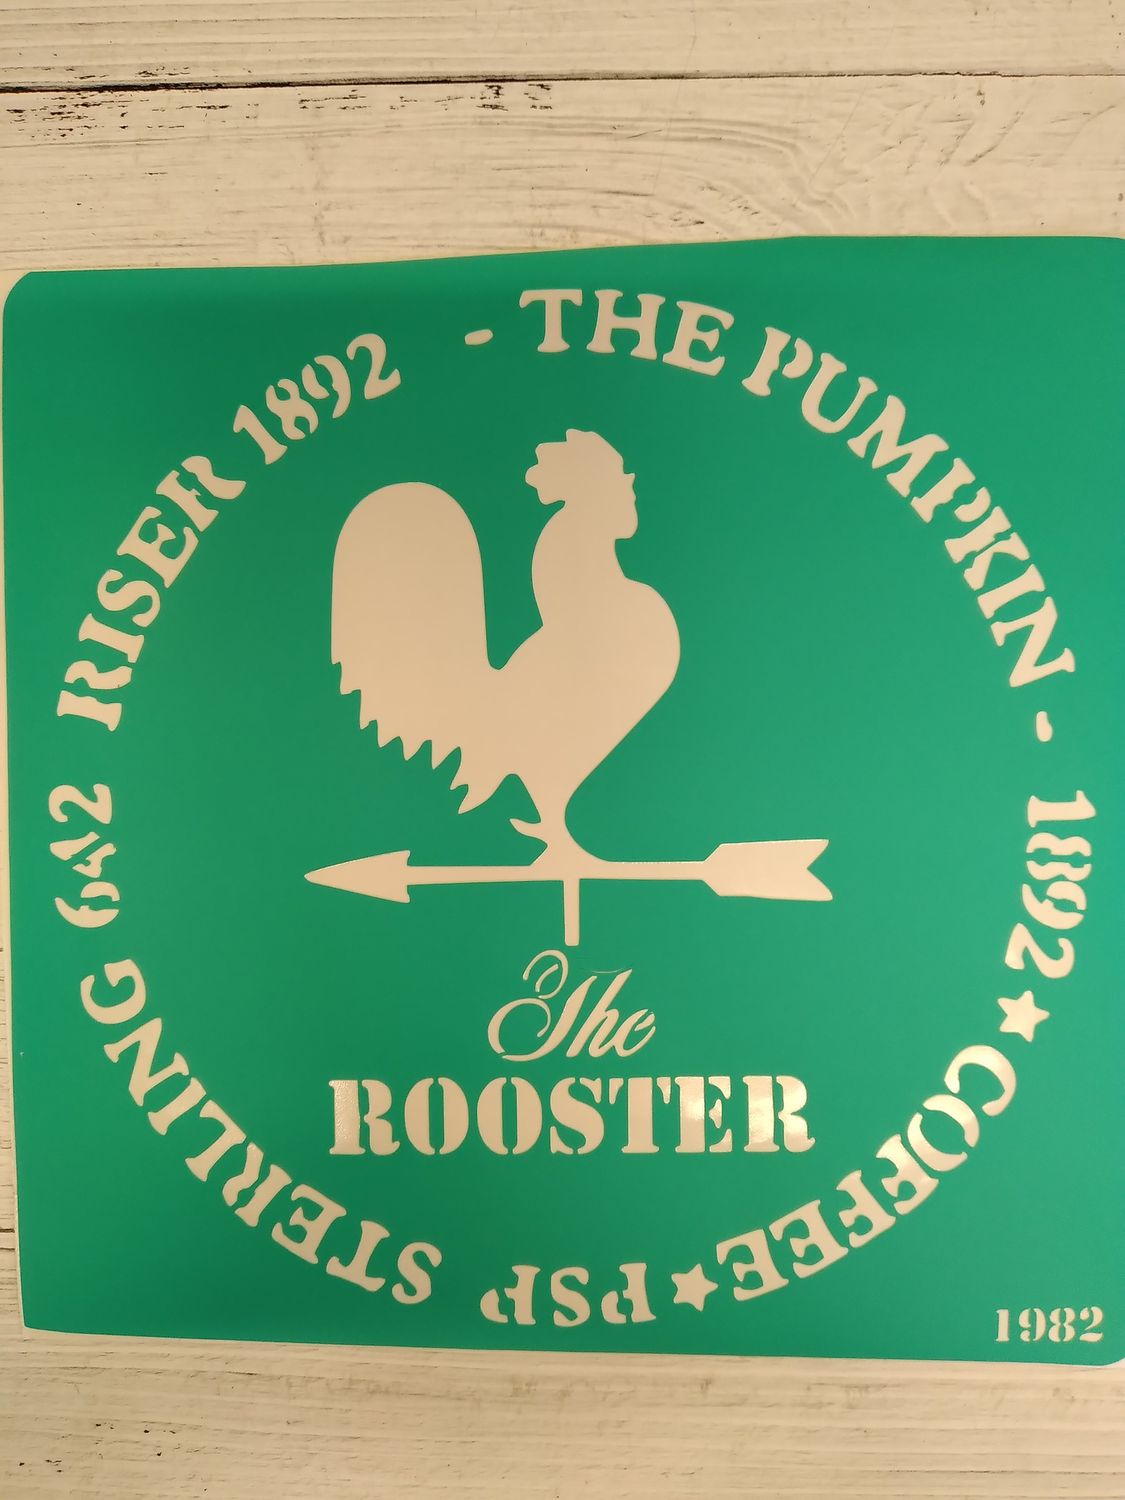 - THE PUMPKIN - 1892 ★ COFFEE ★ PSP STERLING 642 RISER 1892
The
ROOSTER
1982